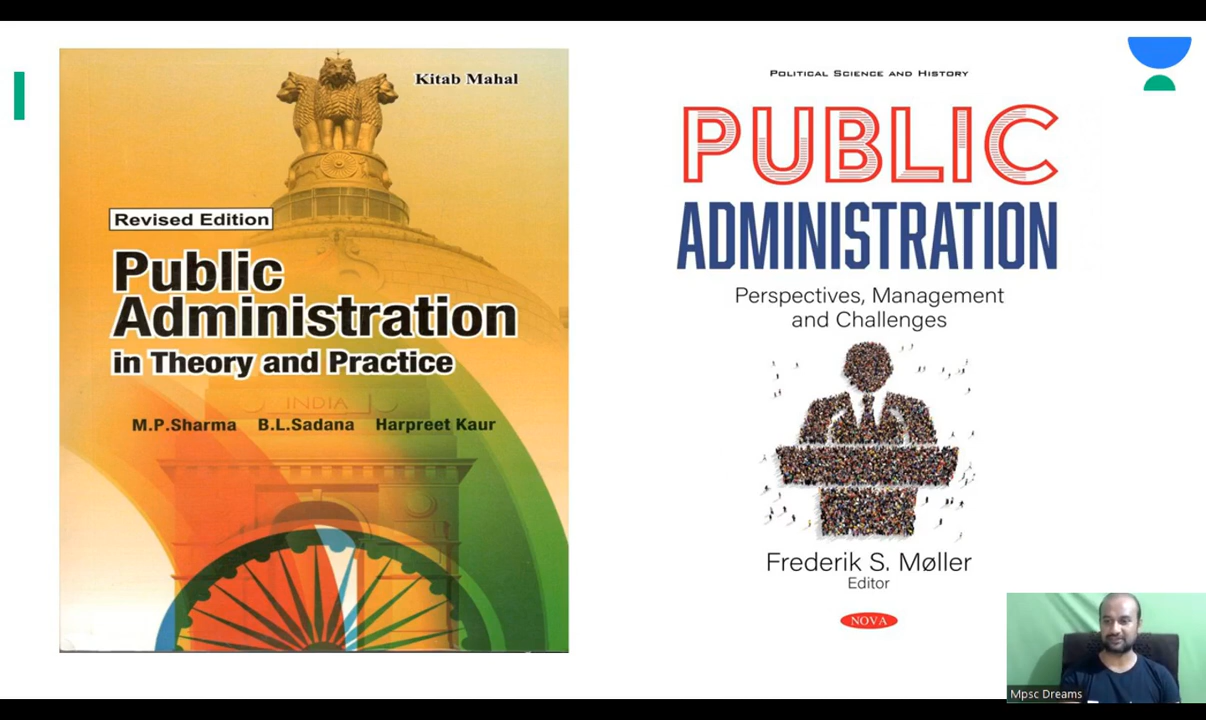 Kitab Mahal
Revised Edition
Public
Administration
in Theory and Practice
INDIA
M.P.Sharma B.L.Sadana Harpreet Kaur
POLITICAL SCIENCE AND HISTORY
PUBLIC
ADMINISTRATION
Perspectives, Management
and Challenges
Frederik S. Møller
Editor
NOVA
Mpsc Dreams